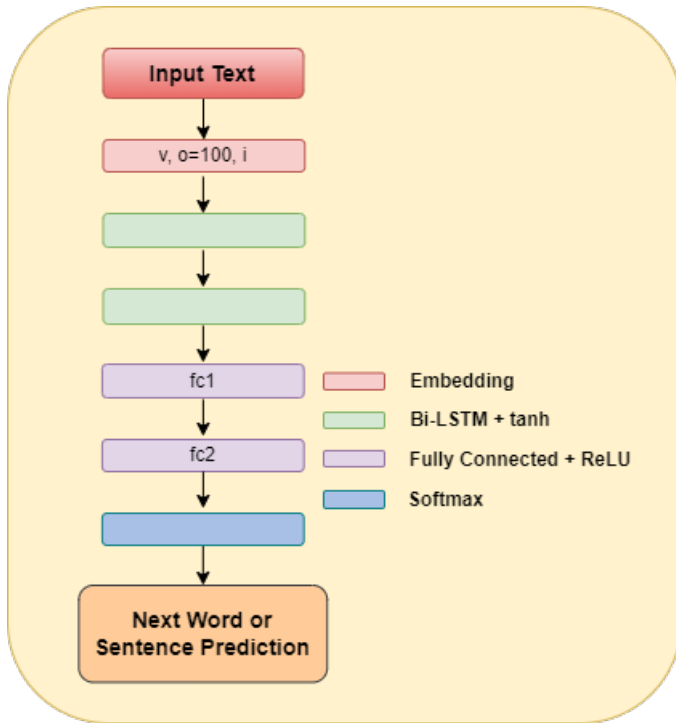 Input Text
v, o=100, i
fc1
fc2
Embedding
Bi-LSTM + tanh
Fully Connected + ReLU
Softmax
Next Word or
Sentence Prediction